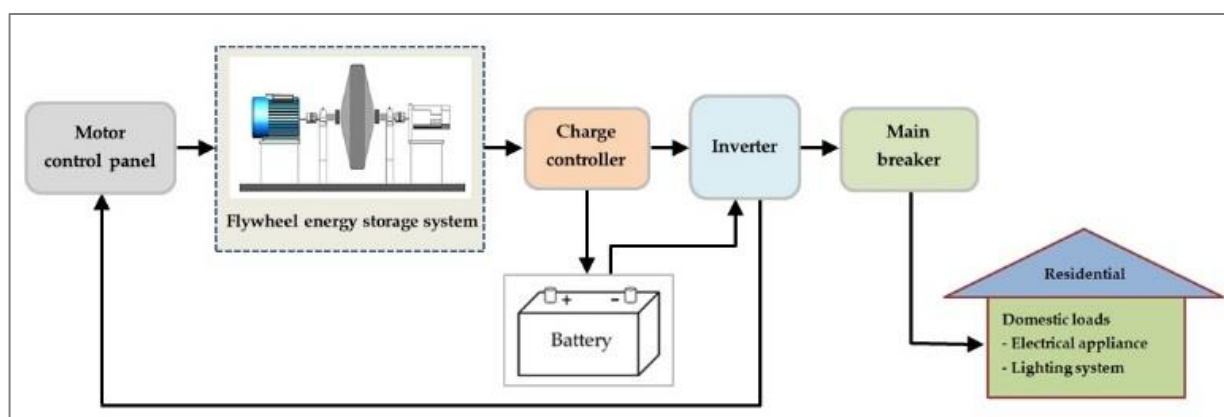 Motor
control panel
Flywheel energy storage system
Charge
controller
Inverter
Main
breaker
+ -
Battery
Residential
Domestic loads
- Electrical appliance
- Lighting system